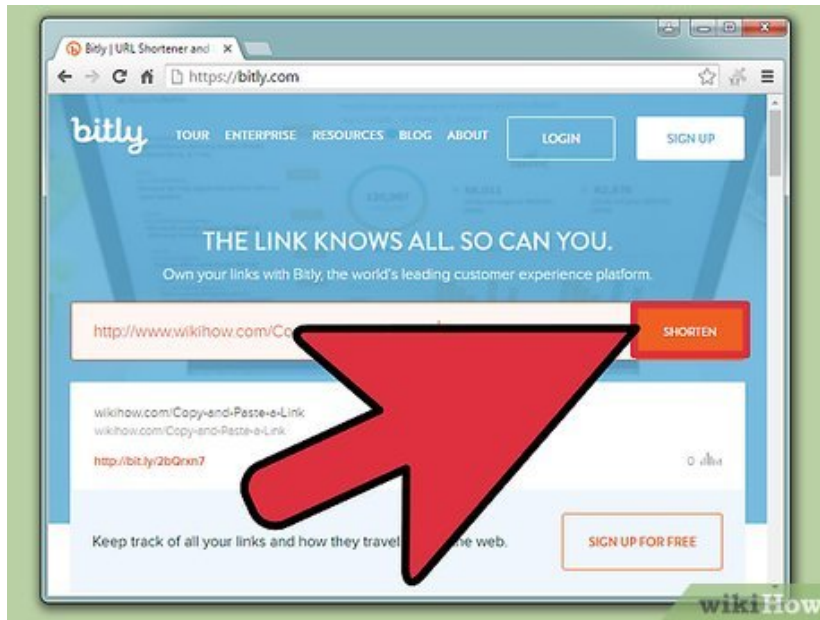 Bitly | URL Shortener and
https://bitly.com
bitly TOUR ENTERPRISE RESOURCES BLOG ABOUT LOGIN SIGN UP
THE LINK KNOWS ALL. SO CAN YOU.
Own your links with Bitly, the world's leading customer experience platform.
http://www.wikihow.com/Co SHORTEN
wikihow.com/Copy-and-Paste-a-Link
wikihow.com/Copy-and-Paste-a-Link
http://bit.ly/2bQrxn7 0
Keep track of all your links and how they travel the web. SIGN UP FOR FREE
wikiHow